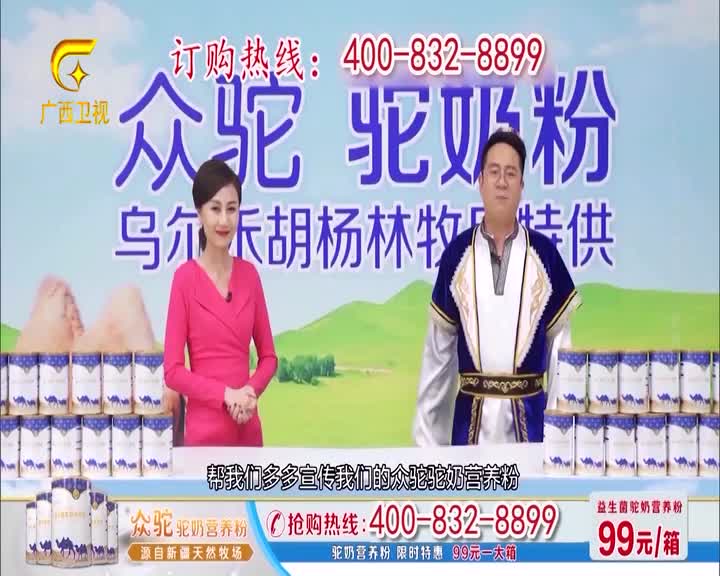 订购热线：400-832-8899
广西卫视
众驼 驼奶粉
乌尔禾胡杨林牧 特供
帮我们多多宣传我们的众驼驼奶营养粉
众驼 驼奶营养粉
源自新疆天然牧场
抢购热线:400-832-8899
驼奶营养粉 限时特惠 99元一大箱
益生菌驼奶营养粉
99元/箱